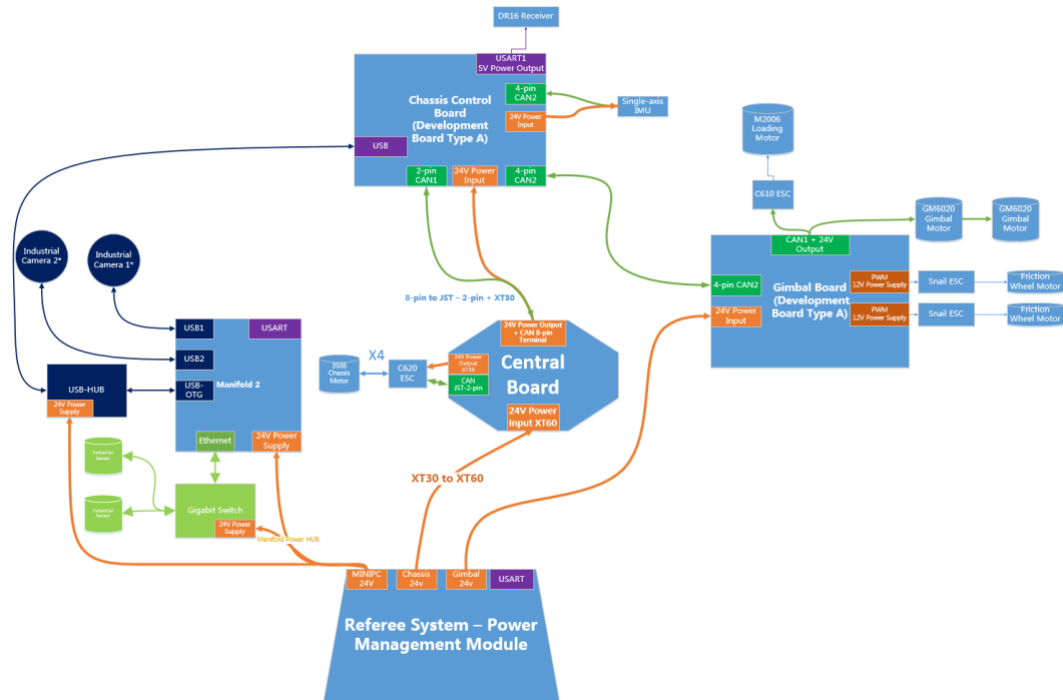 DR16 Receiver
USART1
5V Power Output
4-pin
CAN2
Chassis Control
Board
(Development
Board Type A)
24V Power
Input
Single-axis
IMU
USB
2-pin
CAN1
24V Power
Input
4-pin
CAN2
M2006
Loading
Motor
C610 ESC
GM6020
Gimbal
Motor
GM6020
Gimbal
Motor
CAN1 + 24V
Output
4-pin CAN2
24V Power
Input
Gimbal Board
(Development
Board Type A)
PWM
12V Power Supply
Snail ESC
Friction
Wheel Motor
PWM
12V Power Supply
Snail ESC
Friction
Wheel Motor
Industrial
Camera 2*
Industrial
Camera 1*
8-pin to JST – 2-pin + XT30
USB1
USART
USB2
Manifold 2
USB-
OTG
USB-HUB
24V Power
Supply
Ethernet
24V Power
Supply
24V Power Output
+ CAN 8-pin
Terminal
Central
Board
24V Power
Output
XT30
CAN
JST-2-pin
24V Power
Input XT60
X4
3508
Chassis
Motor
C620
ESC
Industrial
Sensor
Industrial
Sensor
Gigabit Switch
24V Power
Supply
Manifold Power HUB
XT30 to XT60
MINIPC
24V
Chassis
24v
Gimbal
24v
USART
Referee System – Power
Management Module